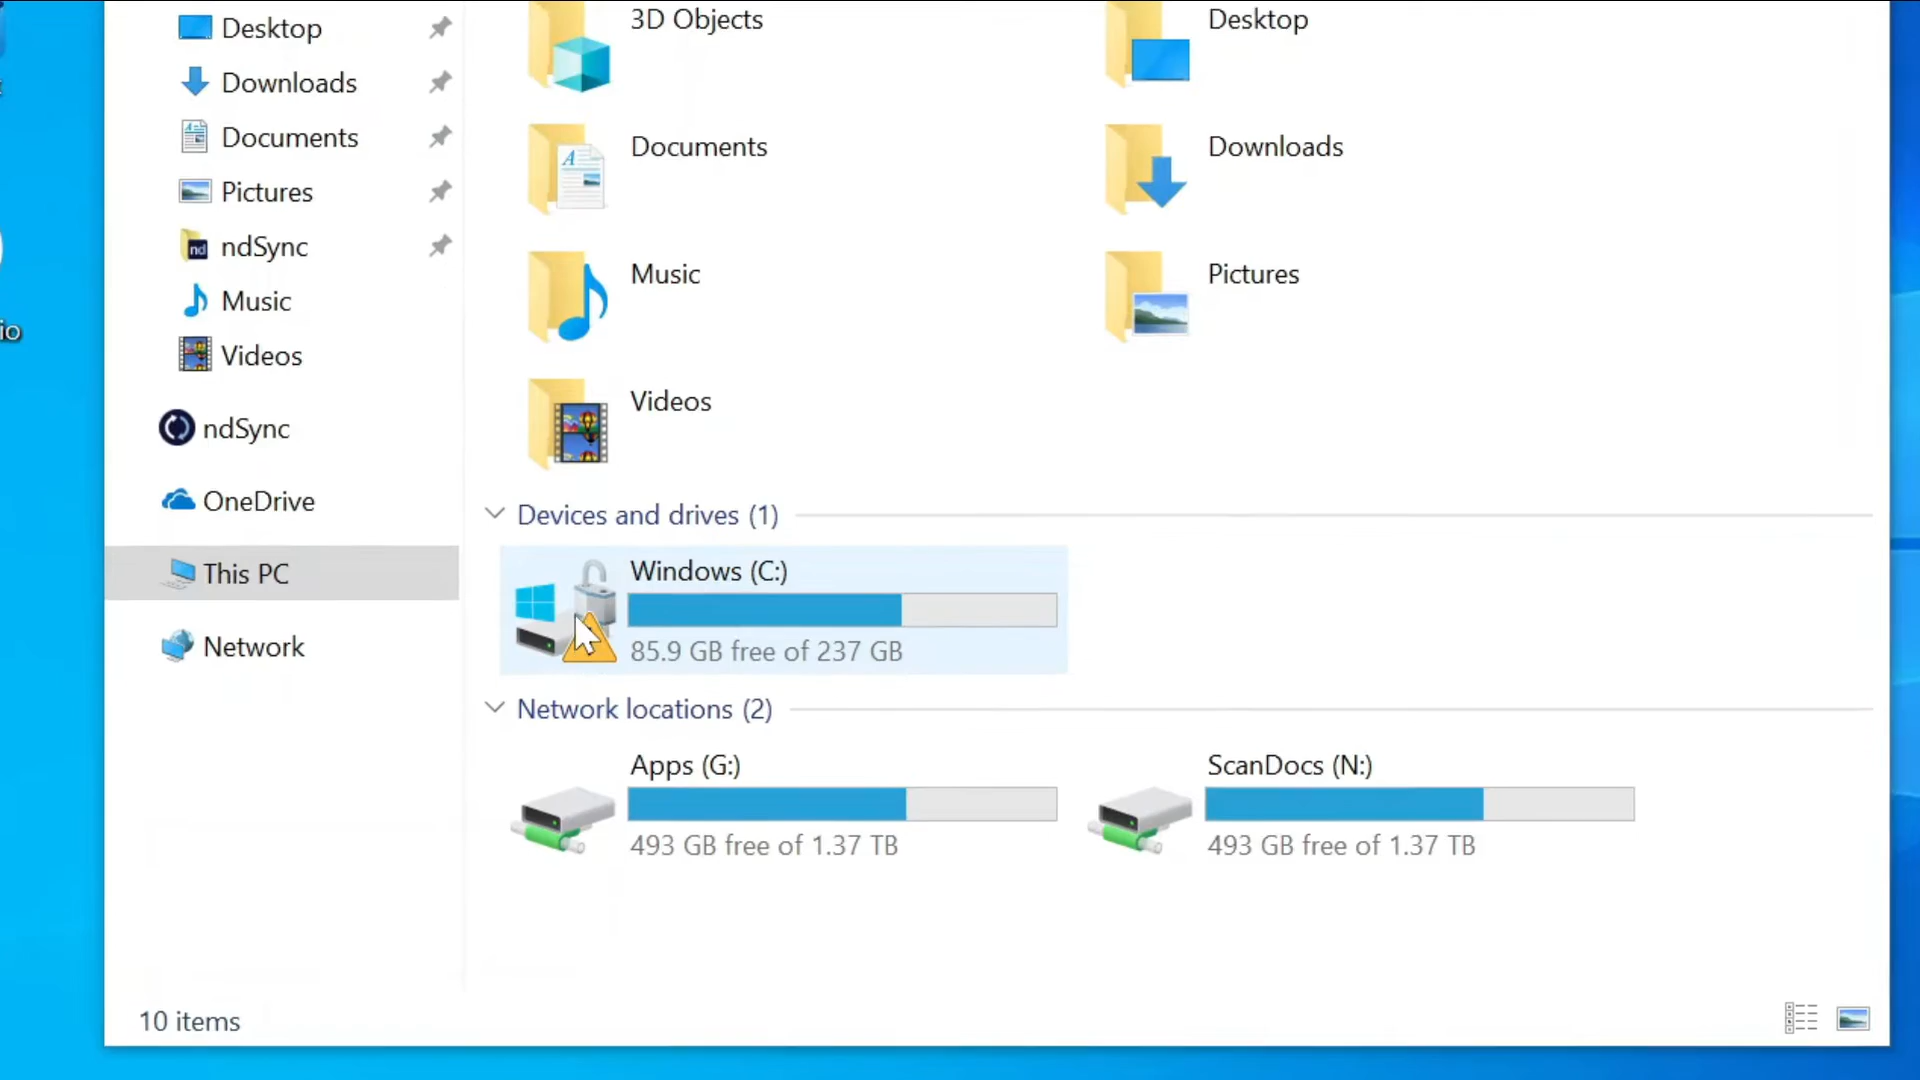 Desktop
Downloads
Documents
Pictures
ndSync
Music
Videos
ndSync
OneDrive
This PC
Network
3D Objects
Desktop
Documents
Downloads
Music
Pictures
Videos
Devices and drives (1)
Windows (C:)
85.9 GB free of 237 GB
Network locations (2)
Apps (G:)
493 GB free of 1.37 TB
ScanDocs (N:)
493 GB free of 1.37 TB
10 items
io
nd